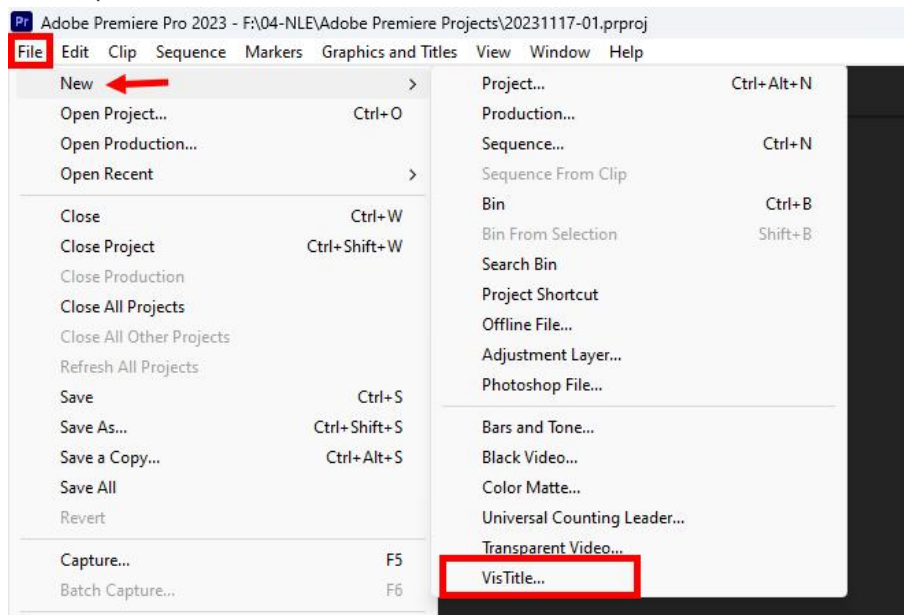 Pr Adobe Premiere Pro 2023 - F:\04-NLE\Adobe Premiere Projects\20231117-01.prproj
File Edit Clip Sequence Markers Graphics and Titles View Window Help
New >
Open Project... Ctrl+O
Open Production...
Open Recent >
Close Ctrl+W
Close Project Ctrl+Shift+W
Close Production
Close All Projects
Close All Other Projects
Refresh All Projects
Save Ctrl+S
Save As... Ctrl+Shift+S
Save a Copy... Ctrl+Alt+S
Save All
Revert
Capture... F5
Batch Capture... F6
Project... Ctrl+Alt+N
Production...
Sequence... Ctrl+N
Sequence From Clip
Bin Ctrl+B
Bin From Selection Shift+B
Search Bin
Project Shortcut
Offline File...
Adjustment Layer...
Photoshop File...
Bars and Tone...
Black Video...
Color Matte...
Universal Counting Leader...
Transparent Video...
VisTitle...